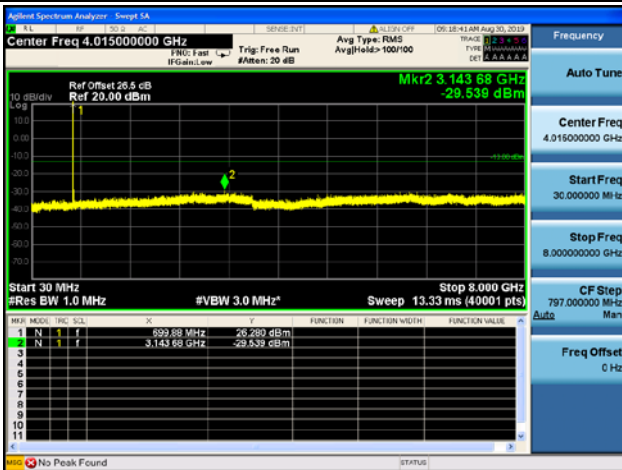 Agilent Spectrum Analyzer - Swept SA
RL RF 50 Ω AC SENSE:INT ALIGN OFF 09:18:41 AM Aug 30, 2019
Center Freq 4.015000000 GHz
PNO: Fast
IFGain:Low
Trig: Free Run
#Atten: 20 dB
Avg Type: RMS
Avg|Hold>100/100
TRACE 1 2 3 4 5 6
TYPE
DET A A A A A A
Ref Offset 26.5 dB
Ref 20.00 dBm
Mkr2 3.143 68 GHz
-29.539 dBm
10 dB/div
Log
10.0
0.00
-10.0
-20.0
-30.0
-40.0
-50.0
-60.0
-70.0
1
2
-13.00 dBm
Start 30 MHz
#Res BW 1.0 MHz
#VBW 3.0 MHz*
Stop 8.000 GHz
Sweep 13.33 ms (40001 pts)
MKR MODE TRC SCL X Y FUNCTION FUNCTION WIDTH FUNCTION VALUE
1 N 1 f 699.88 MHz 26.280 dBm
2 N 1 f 3.143 68 GHz -29.539 dBm
3
4
5
6
7
8
9
10
11
MSG No Peak Found STATUS
Frequency
Auto Tune
Center Freq
4.015000000 GHz
Start Freq
30.000000 MHz
Stop Freq
8.000000000 GHz
CF Step
797.000000 MHz
Auto Man
Freq Offset
0 Hz